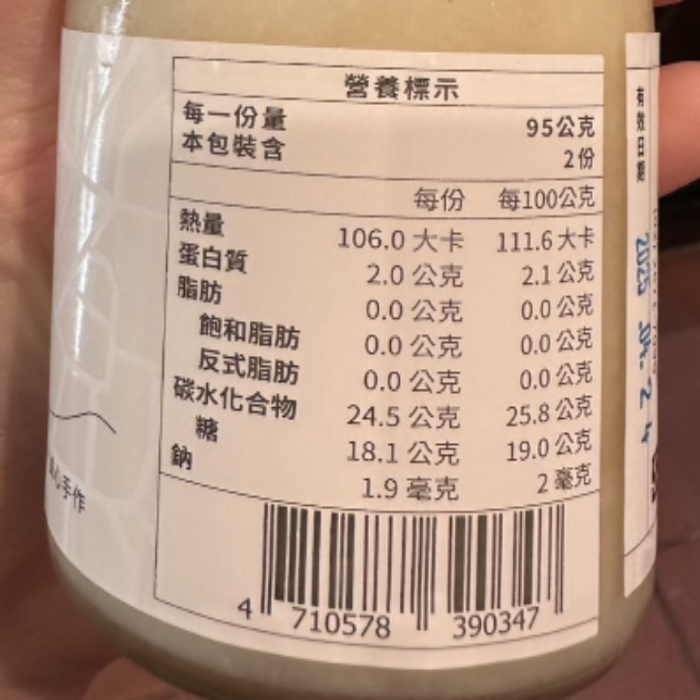 營養標示
每一份量 95公克
本包裝含 2份
每份 每100公克
熱量 106.0 大卡 111.6 大卡
蛋白質 2.0 公克 2.1 公克
脂肪 0.0 公克 0.0 公克
飽和脂肪 0.0 公克 0.0 公克
反式脂肪 0.0 公克 0.0 公克
碳水化合物 24.5 公克 25.8 公克
糖 18.1 公克 19.0 公克
鈉 1.9 毫克 2 毫克
4 710578 390347
心手作
有效日期
2025.04.24